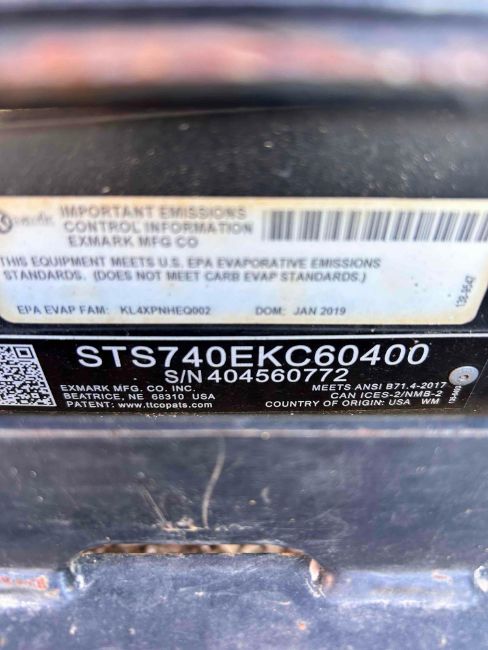 IMPORTANT EMISSIONS
CONTROL INFORMATION
EXMARK MFG CO
THIS EQUIPMENT MEETS U.S. EPA EVAPORATIVE EMISSIONS
STANDARDS. (DOES NOT MEET CARB EVAP STANDARDS.)
EPA EVAP FAM: KL4XPNHEQ002 DOM: JAN 2019
138-9547
STS740EKC60400
S/N 404560772
EXMARK MFG. CO. INC.
BEATRICE, NE 68310 USA
PATENT: www.ttcopats.com
MEETS ANSI B71.4-2017
CAN ICES-2/NMB-2
COUNTRY OF ORIGIN: USA WM